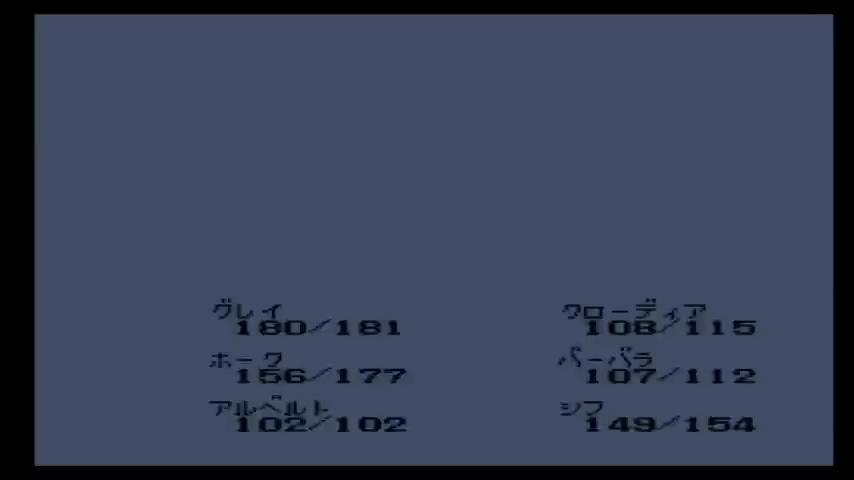 グレイ クローディア
180/181 108/115
ホーク バーバラ
156/177 107/112
アルベルト シフ
102/102 149/154